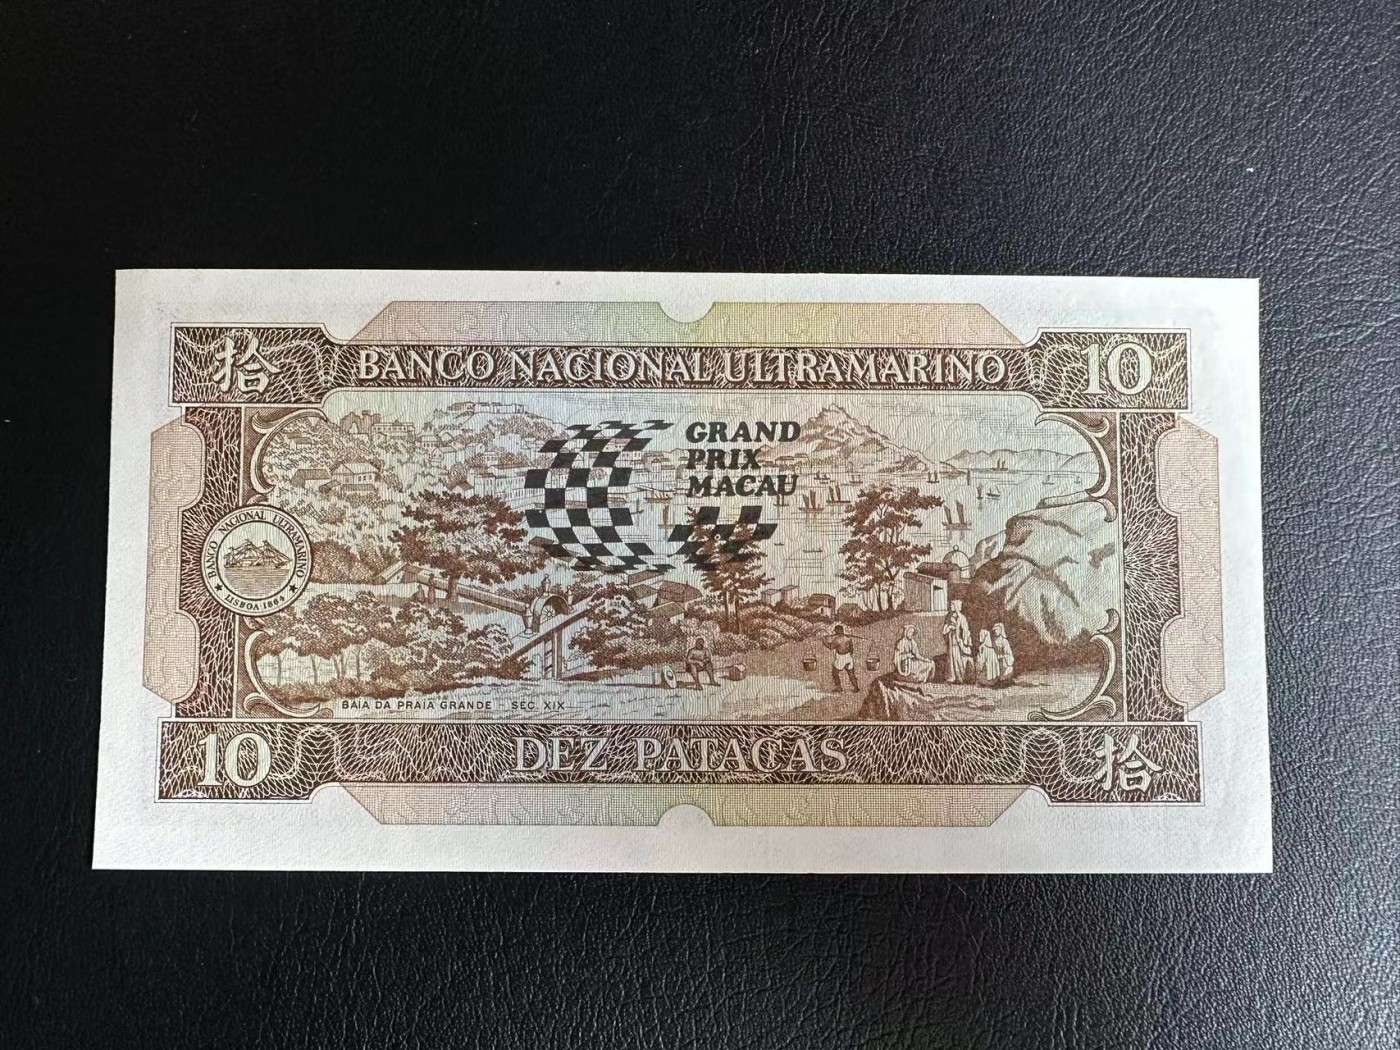 拾 BANCO NACIONAL ULTRAMARINO 10
GRAND
PRIX
MACAU
BANCO NACIONAL ULTRAMARINO
LISBOA 1864
BAIA DA PRAIA GRANDE - SEC. XIX
10 DEZ PATACAS 拾